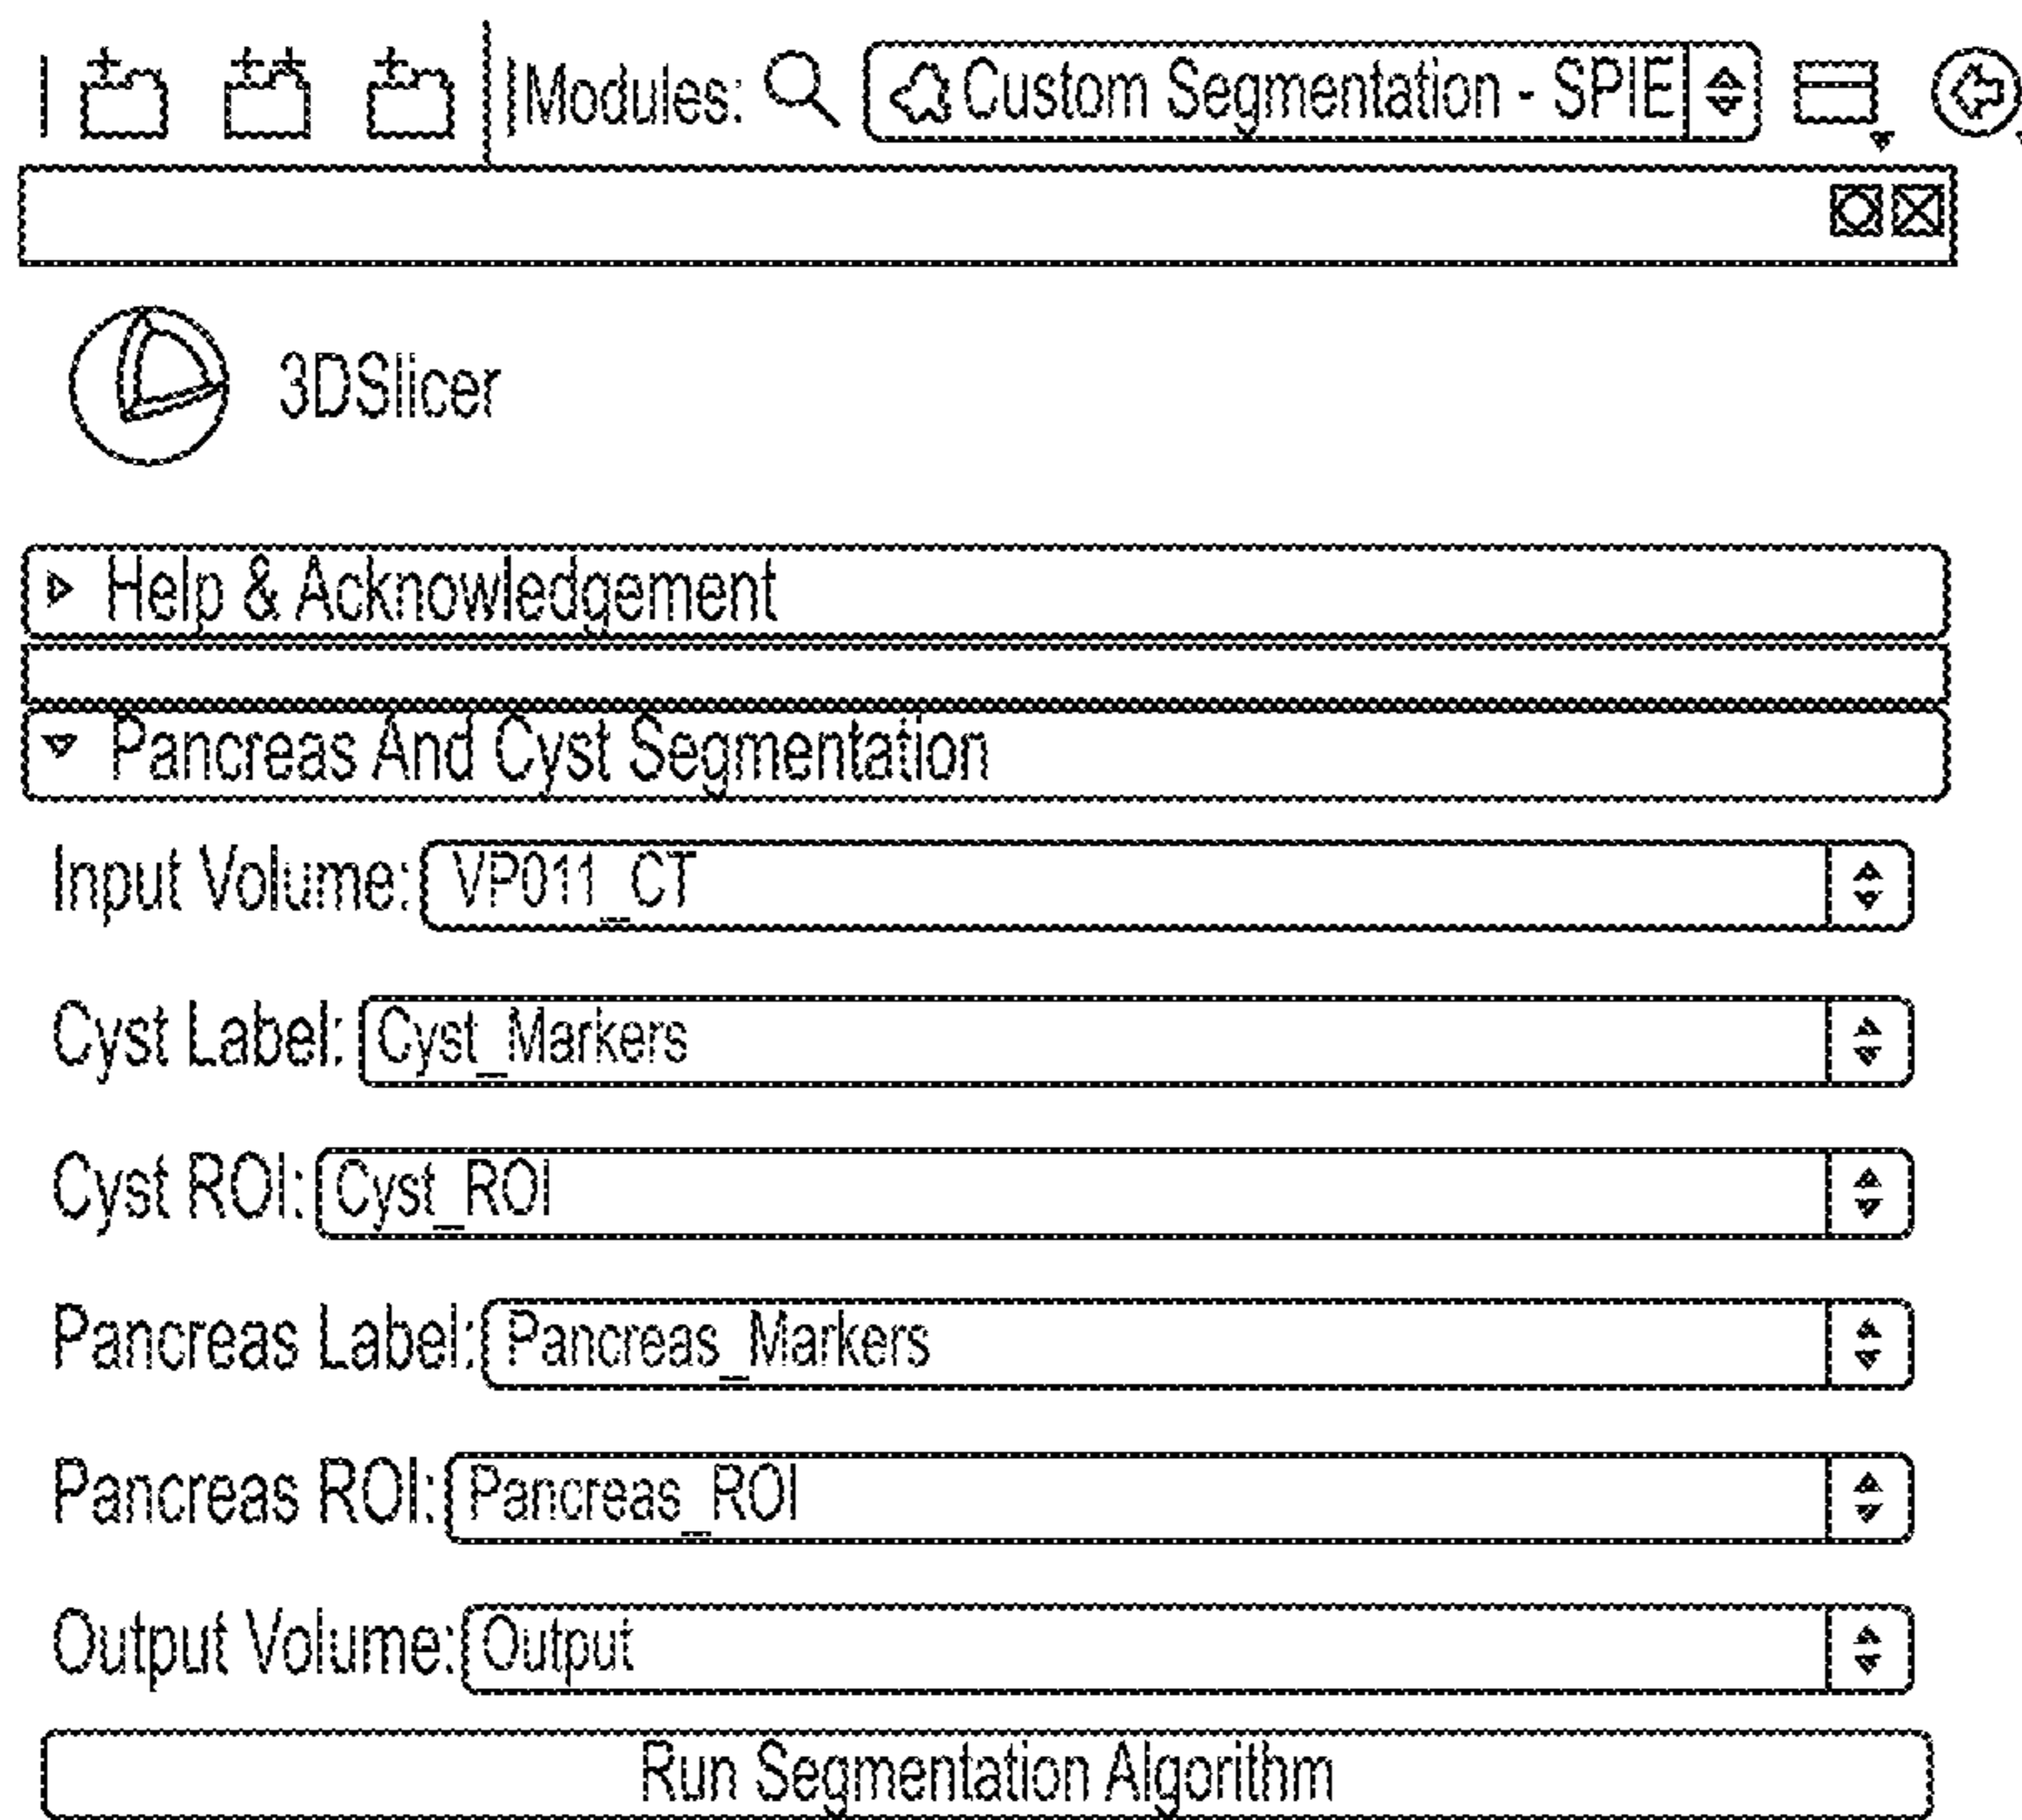 Modules: Custom Segmentation - SPIE
3DSlicer
Help & Acknowledgement
Pancreas And Cyst Segmentation
Input Volume: VP011_CT
Cyst Label: Cyst_Markers
Cyst ROI: Cyst_ROI
Pancreas Label: Pancreas_Markers
Pancreas ROI: Pancreas_ROI
Output Volume: Output
Run Segmentation Algorithm